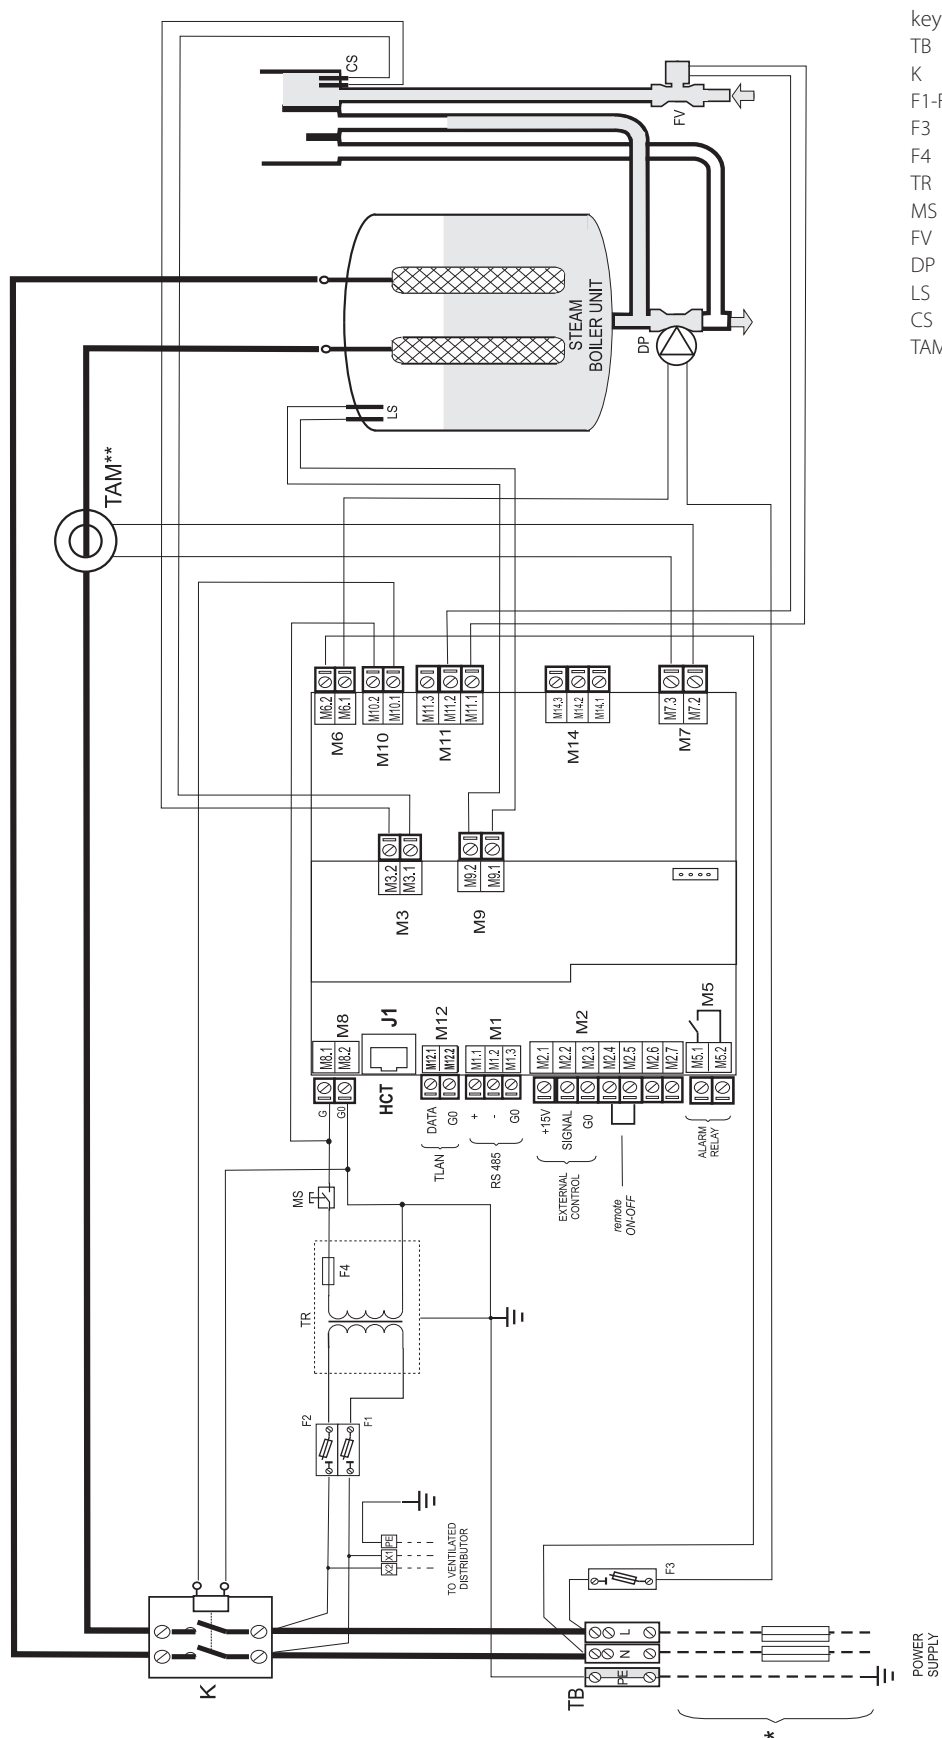 key
TB
K
F1-F
F3
F4
TR
MS
FV
DP
LS
CS
TAM
CS
FV
STEAM
BOILER UNIT
DP
LS
TAM**
M6.2
M6.1
M10.2
M10.1
M11.3
M11.2
M11.1
M14.3
M14.2
M14.1
M7.3
M7.2
M6
M10
M11
M14
M7
M3.2
M3.1
M9.2
M9.1
M3
M9
M8
J1
M12
M1
M2
M5
M8.1
M8.2
M12.1
M12.2
M1.1
M1.2
M1.3
M2.1
M2.2
M2.3
M2.4
M2.5
M2.6
M2.7
M5.1
M5.2
HCT
G
G0
DATA
G0
+
-
G0
+15V
SIGNAL
G0
TLAN
RS 485
EXTERNAL
CONTROL
remote
ON-OFF
ALARM
RELAY
MS
F4
TR
F2
F1
X2
X1
PE
TO VENTILATED
DISTRIBUTOR
F3
K
L
N
PE
TB
POWER
SUPPLY
*